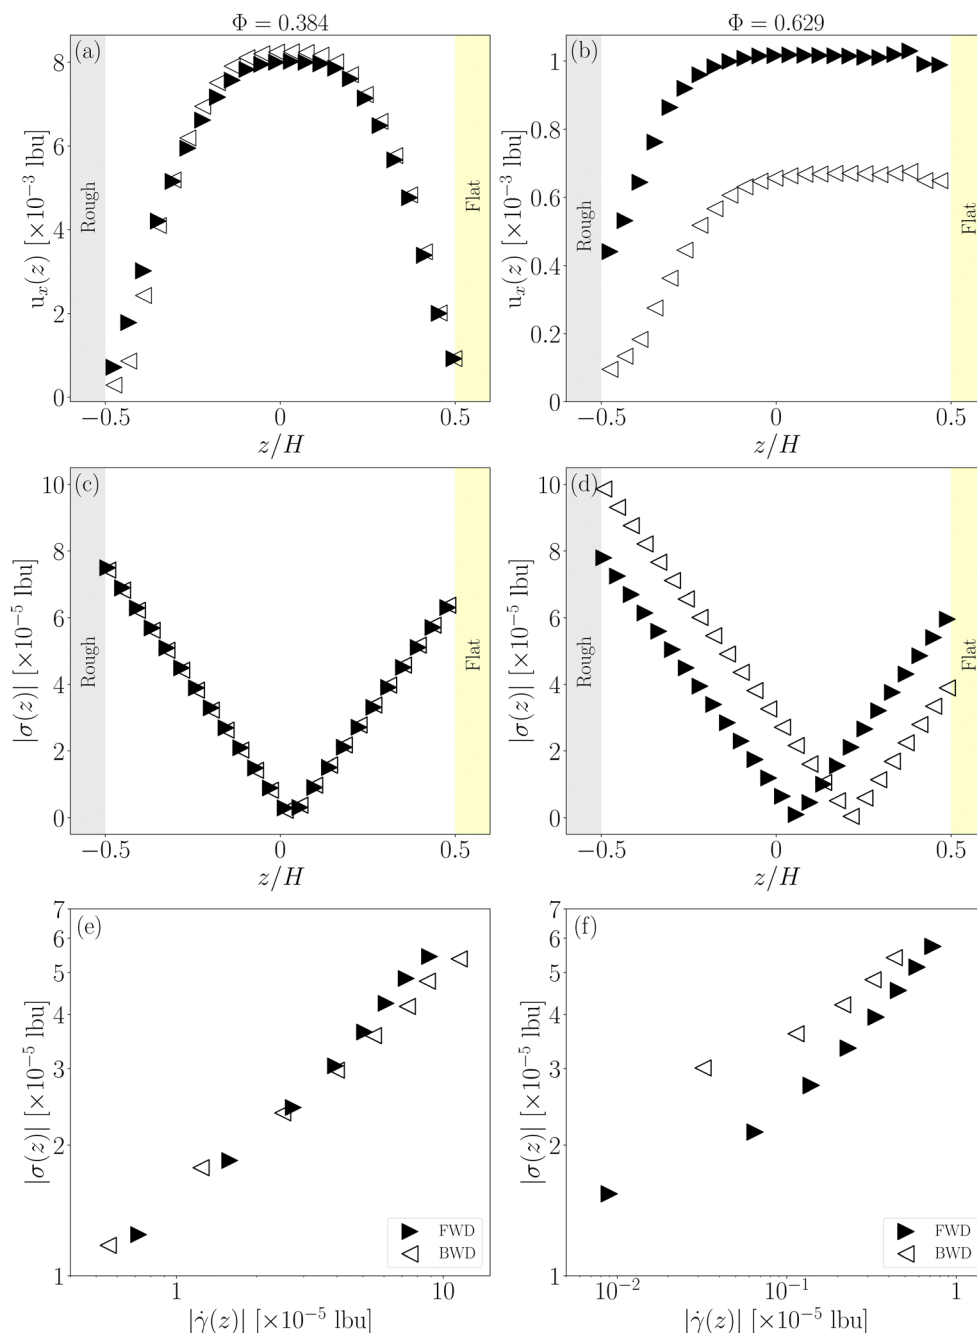 Φ = 0.384
Φ = 0.629
(a)
8
6
4
2
0
−0.5
0
0.5
u_x(z) [×10⁻³ lbu]
z/H
Rough
Flat
(b)
1
0.8
0.6
0.4
0.2
0
−0.5
0
0.5
u_x(z) [×10⁻³ lbu]
z/H
Rough
Flat
(c)
10
8
6
4
2
0
−0.5
0
0.5
|σ(z)| [×10⁻⁵ lbu]
z/H
Rough
Flat
(d)
10
8
6
4
2
0
−0.5
0
0.5
|σ(z)| [×10⁻⁵ lbu]
z/H
Rough
Flat
(e)
7
6
5
4
3
2
1
1
10
|σ(z)| [×10⁻⁵ lbu]
|γ̇(z)| [×10⁻⁵ lbu]
FWD
BWD
(f)
7
6
5
4
3
2
1
10⁻²
10⁻¹
1
|σ(z)| [×10⁻⁵ lbu]
|γ̇(z)| [×10⁻⁵ lbu]
FWD
BWD